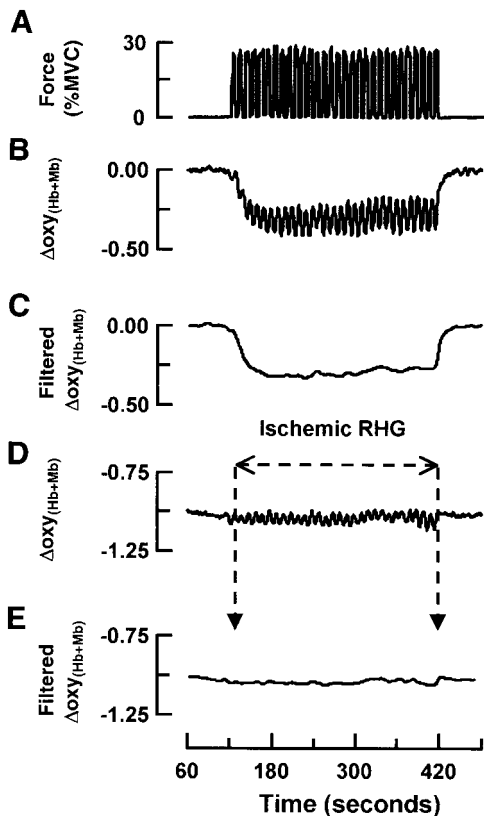 A
Force
(%MVC)
30
0
B
Δoxy(Hb+Mb)
0.00
-0.50
C
Filtered
Δoxy(Hb+Mb)
0.00
-0.50
Ischemic RHG
D
Δoxy(Hb+Mb)
-0.75
-1.25
E
Filtered
Δoxy(Hb+Mb)
-0.75
-1.25
60 180 300 420
Time (seconds)